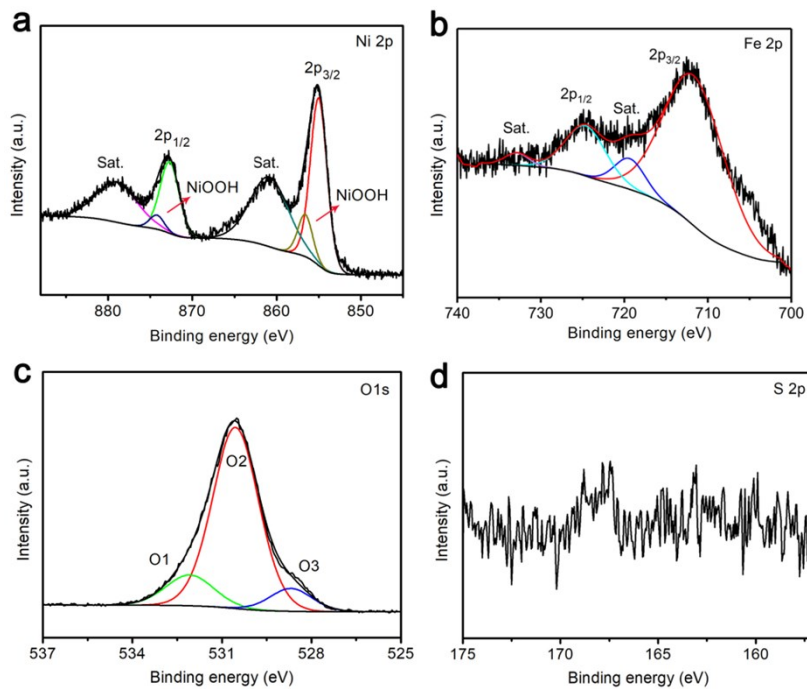 a
Ni 2p
2p3/2
2p1/2
Sat.
Sat.
NiOOH
NiOOH
Intensity (a.u.)
880 870 860 850
Binding energy (eV)
b
Fe 2p
2p3/2
2p1/2
Sat.
Sat.
Intensity (a.u.)
740 730 720 710 700
Binding energy (eV)
c
O1s
O2
O1
O3
Intensity (a.u.)
537 534 531 528 525
Binding energy (eV)
d
S 2p
Intensity (a.u.)
175 170 165 160
Binding energy (eV)